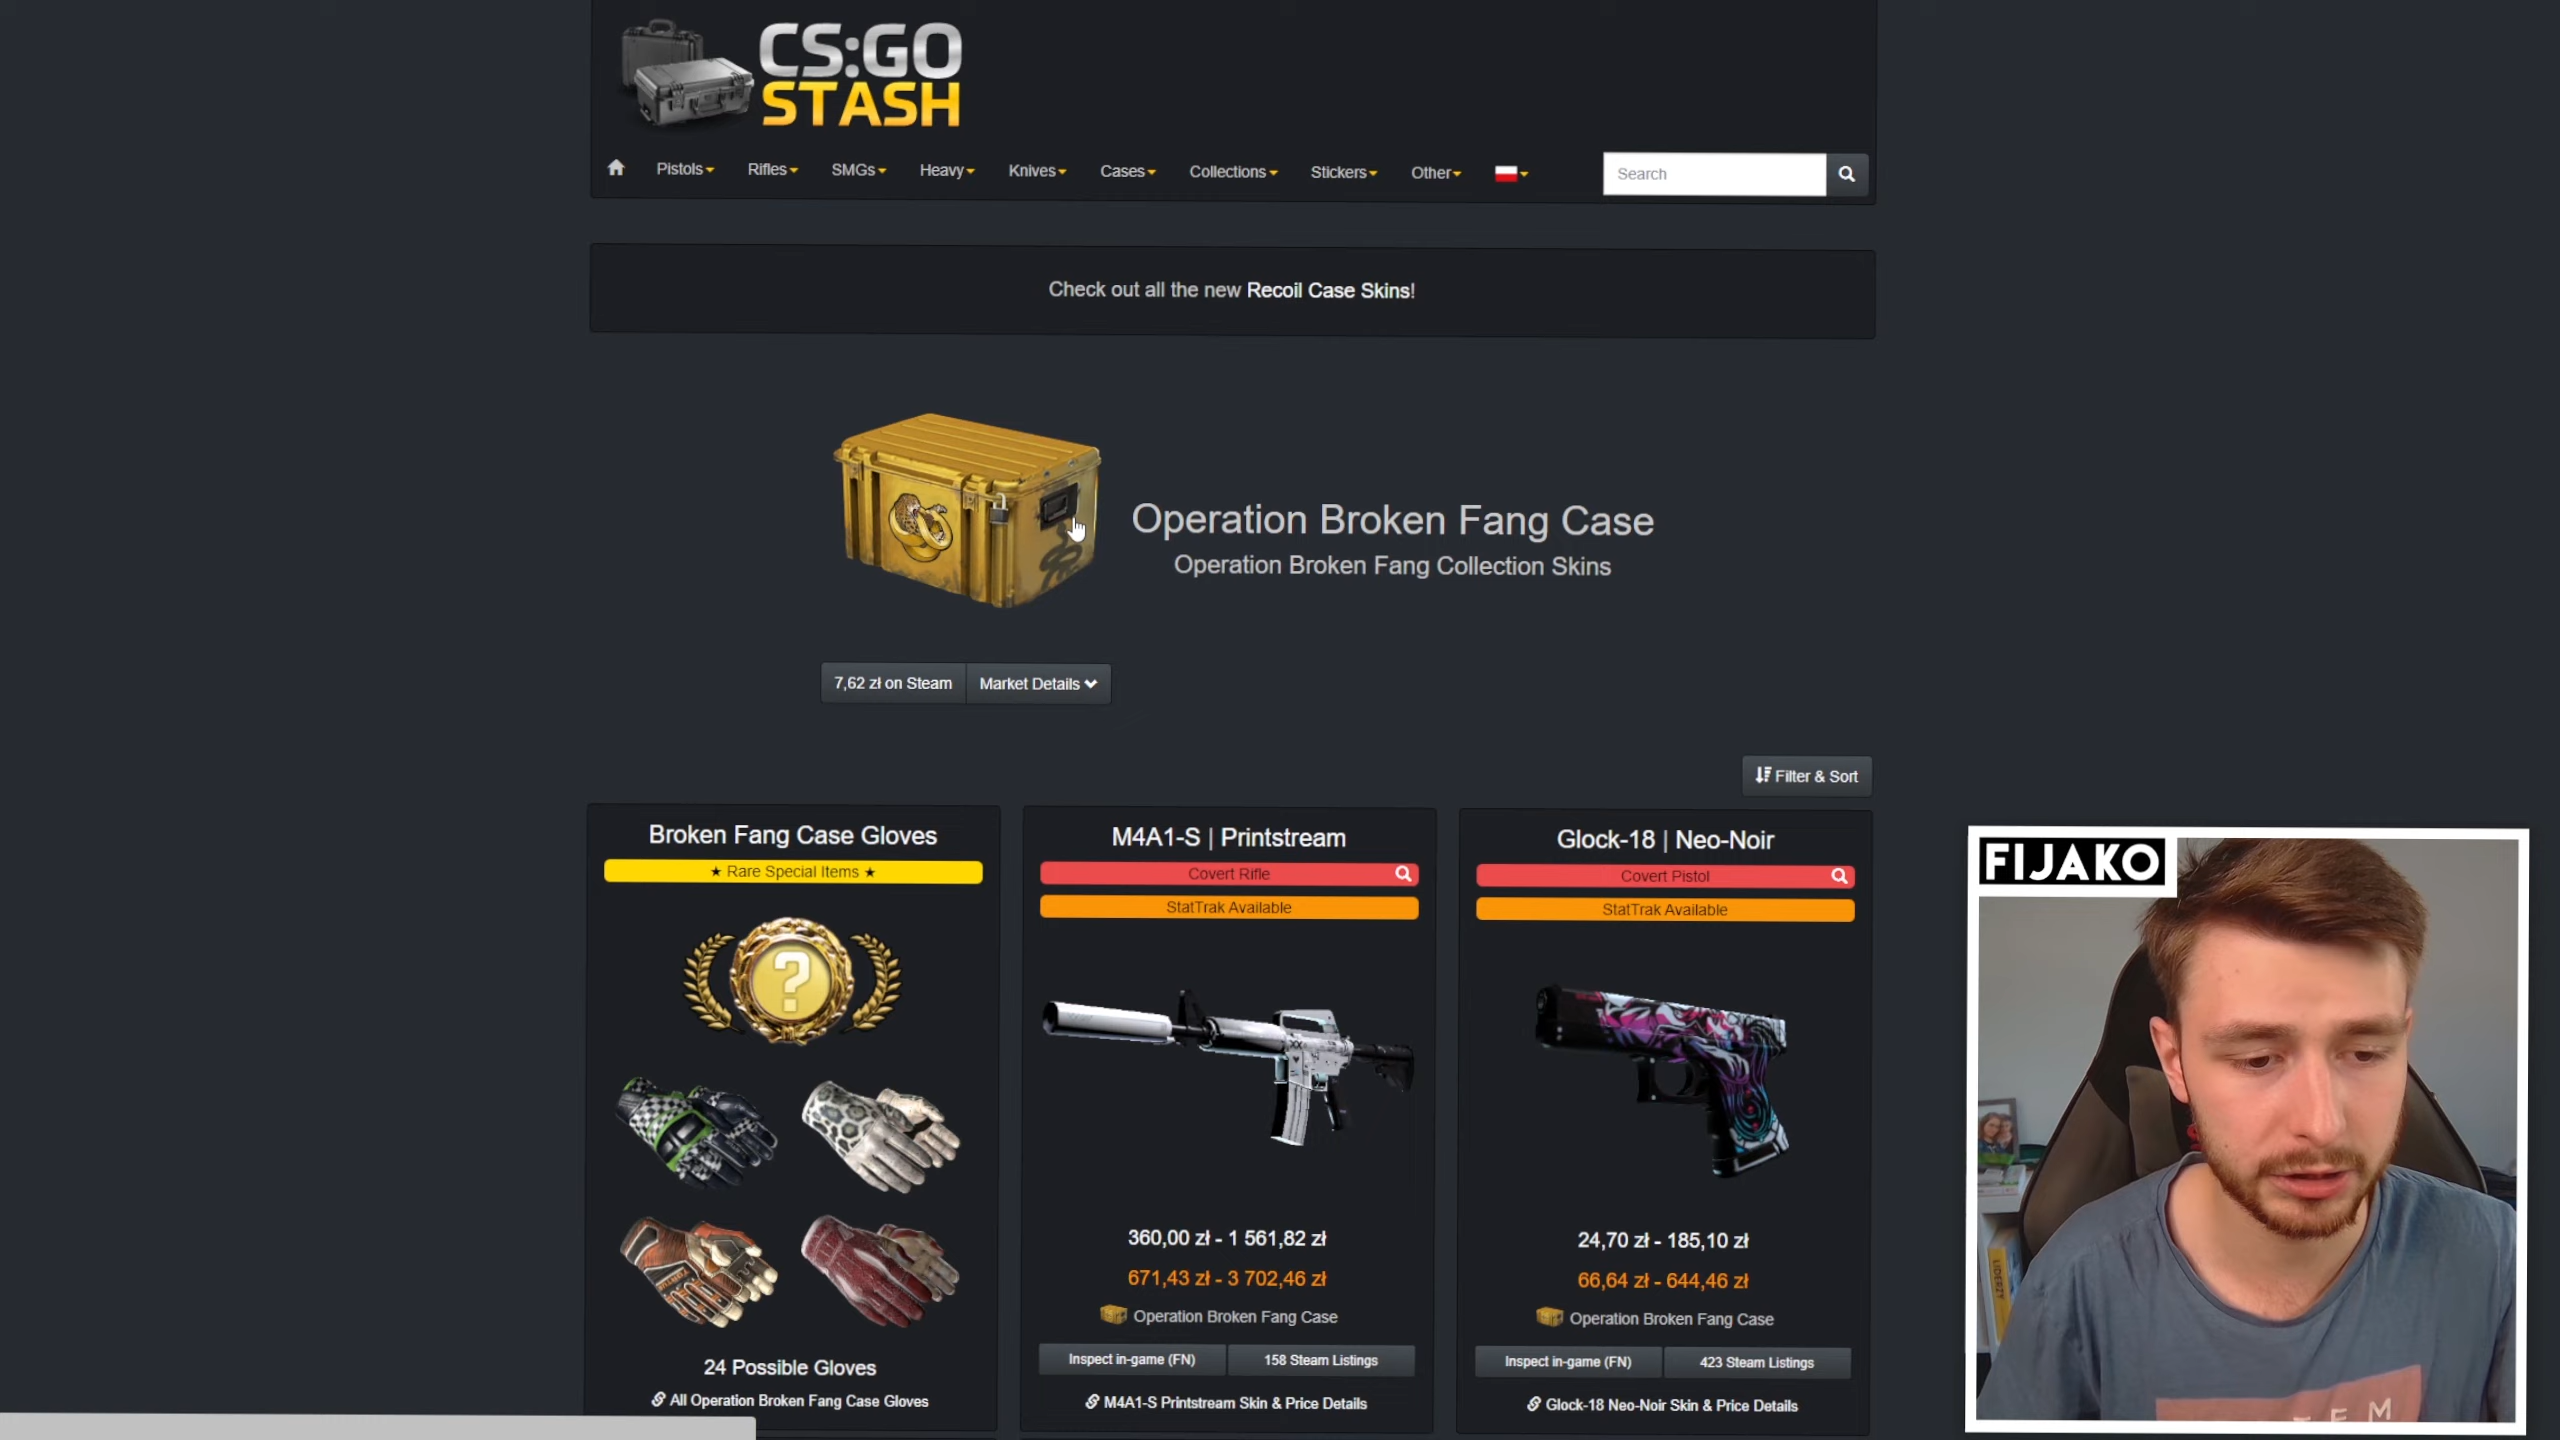 CS:GO
STASH
Pistols Rifles SMGs Heavy Knives Cases Collections Stickers Other Search
Check out all the new Recoil Case Skins!
Operation Broken Fang Case
Operation Broken Fang Collection Skins
7,62 zł on Steam Market Details
Filter & Sort
Broken Fang Case Gloves
★ Rare Special Items ★
24 Possible Gloves
All Operation Broken Fang Case Gloves
M4A1-S | Printstream
Covert Rifle
StatTrak Available
360,00 zł - 1 561,82 zł
671,43 zł - 3 702,46 zł
Operation Broken Fang Case
Inspect in-game (FN) 158 Steam Listings
M4A1-S Printstream Skin & Price Details
Glock-18 | Neo-Noir
Covert Pistol
StatTrak Available
24,70 zł - 185,10 zł
66,64 zł - 644,46 zł
Operation Broken Fang Case
Inspect in-game (FN) 423 Steam Listings
Glock-18 Neo-Noir Skin & Price Details
FIJAKO
LIDERZY